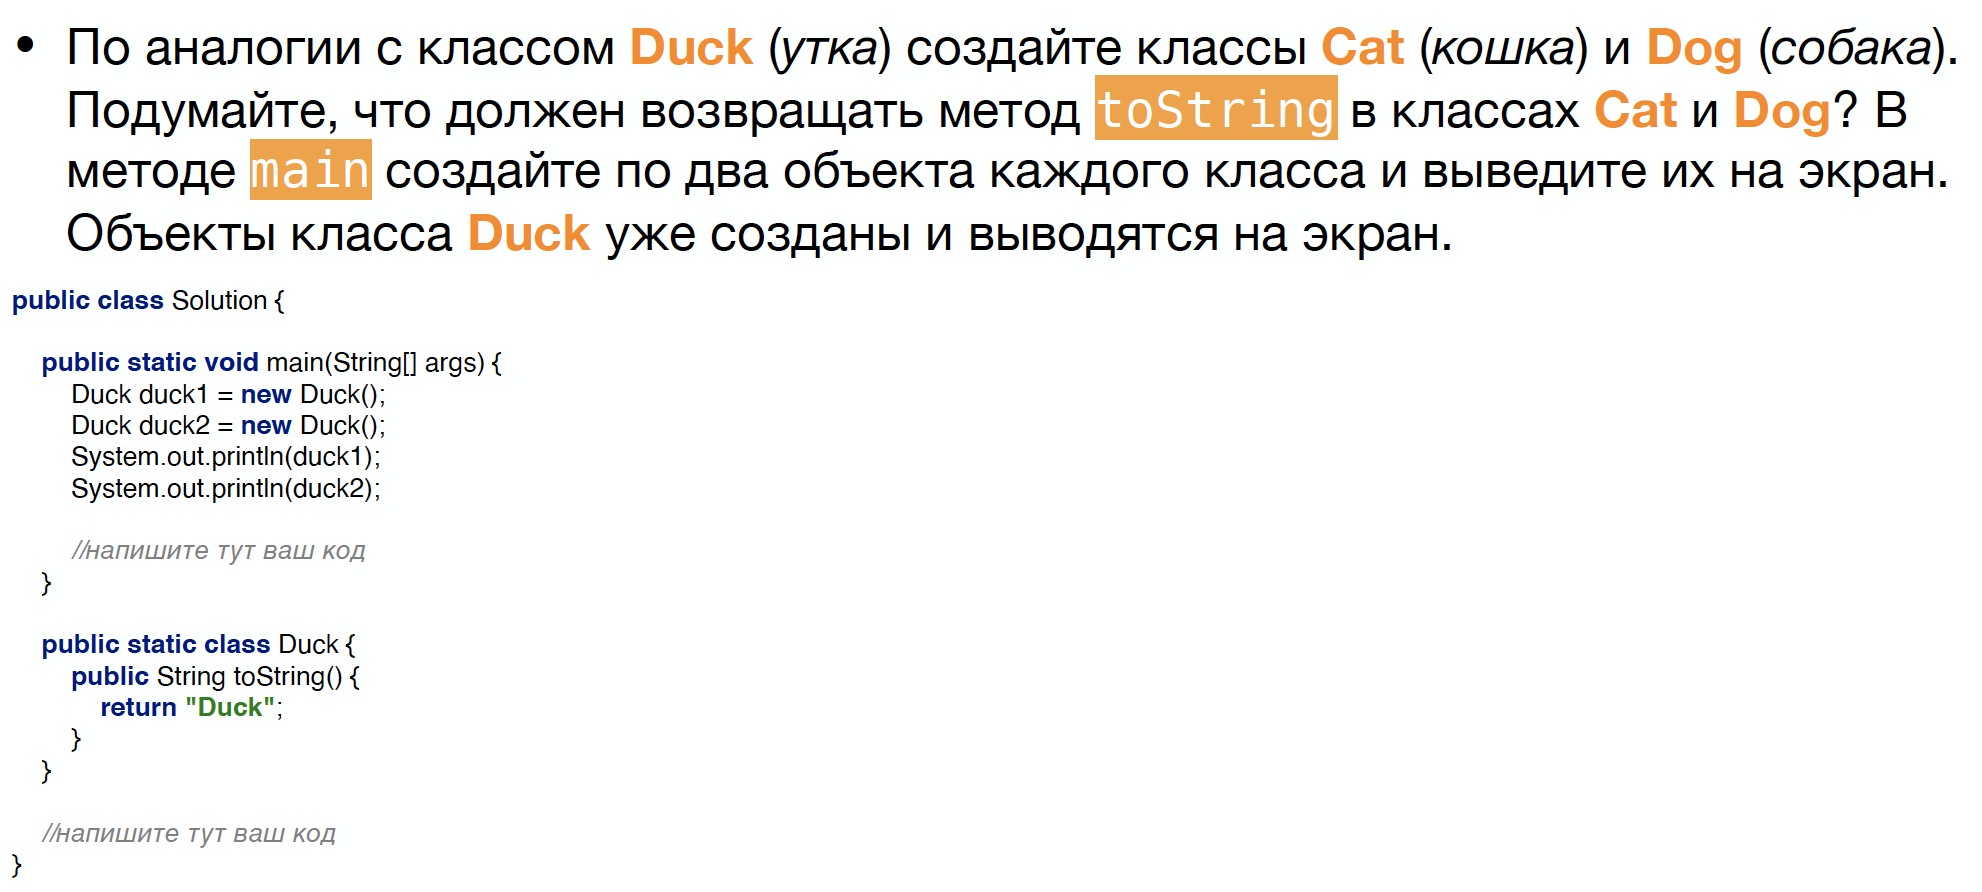 • По аналогии с классом Duck (утка) создайте классы Cat (кошка) и Dog (собака).
Подумайте, что должен возвращать метод toString в классах Cat и Dog? В
методе main создайте по два объекта каждого класса и выведите их на экран.
Объекты класса Duck уже созданы и выводятся на экран.
public class Solution {
public static void main(String[] args) {
Duck duck1 = new Duck();
Duck duck2 = new Duck();
System.out.println(duck1);
System.out.println(duck2);
//напишите тут ваш код
}
public static class Duck {
public String toString() {
return "Duck";
}
}
//напишите тут ваш код
}